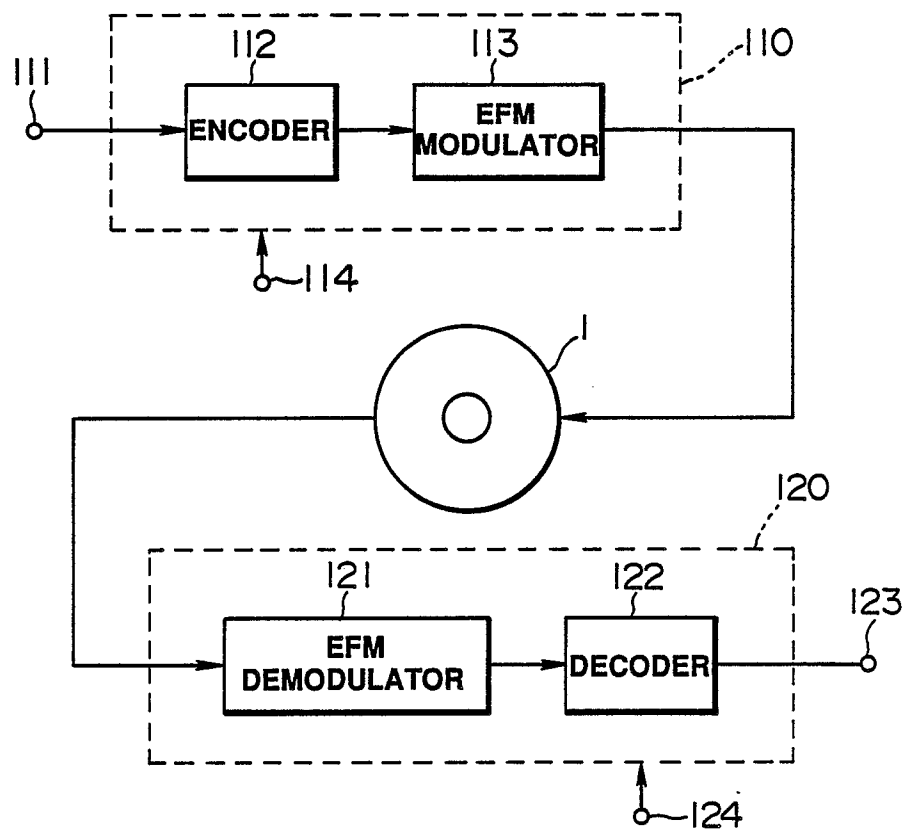 112
113
110
111
ENCODER
EFM
MODULATOR
114
1
120
121
122
123
EFM
DEMODULATOR
DECODER
124